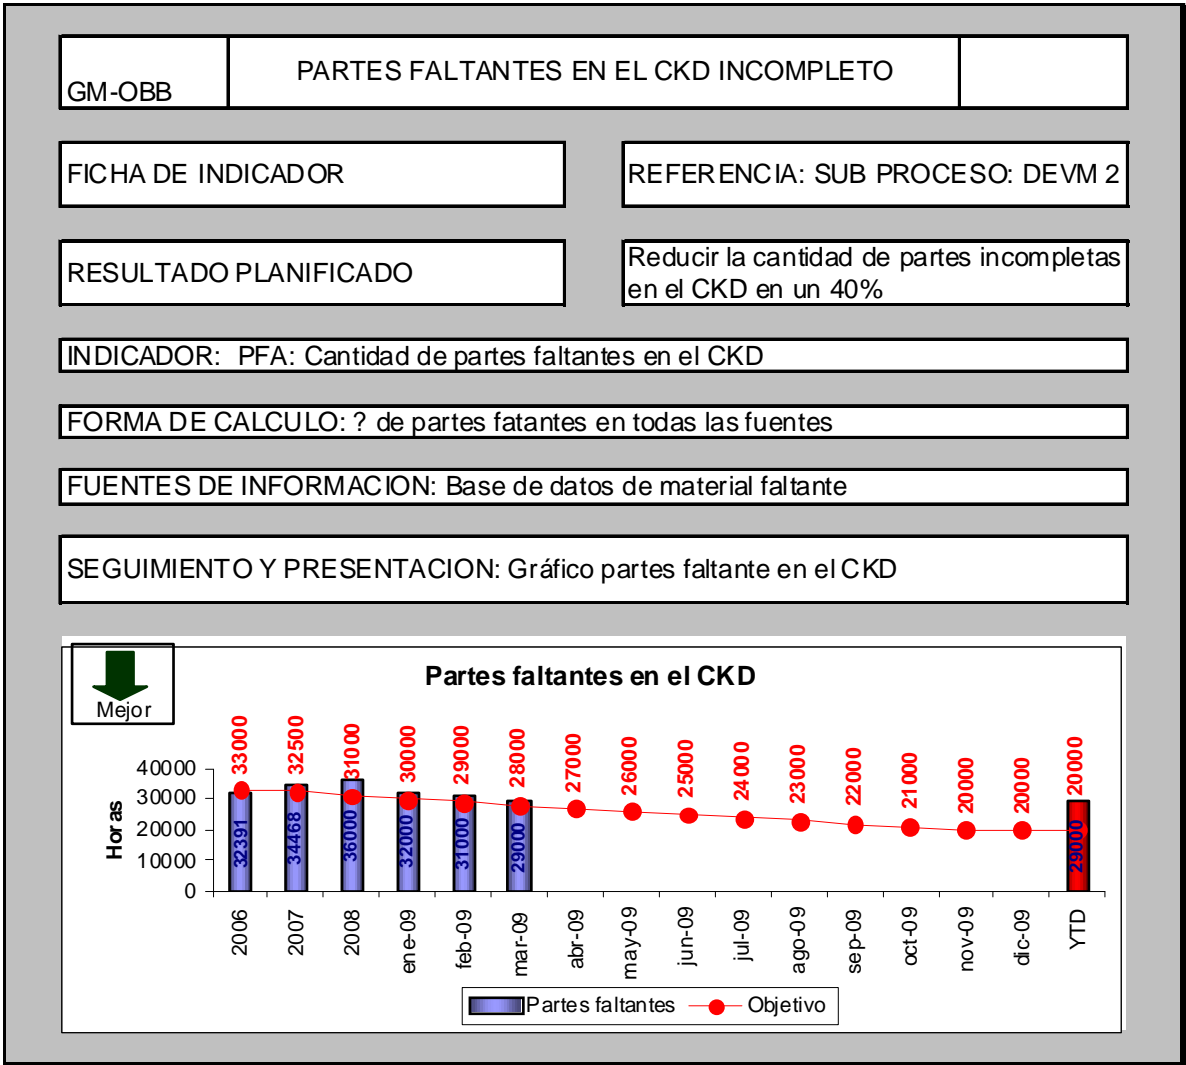 GM-OBB
PARTES FALTANTES EN EL CKD INCOMPLETO
FICHA DE INDICADOR
REFERENCIA: SUB PROCESO: DEVM 2
RESULTADO PLANIFICADO
Reducir la cantidad de partes incompletas
en el CKD en un 40%
INDICADOR: PFA: Cantidad de partes faltantes en el CKD
FORMA DE CALCULO: ? de partes fatantes en todas las fuentes
FUENTES DE INFORMACION: Base de datos de material faltante
SEGUIMIENTO Y PRESENTACION: Gráfico partes faltante en el CKD
Mejor
Partes faltantes en el CKD
33000 32500 31000 30000 29000 28000 27000 26000 25000 24000 23000 22000 21000 20000 20000 20000
Horas
40000
30000
20000
10000
0
32391 34468 36000 32000 31000 29000 29000
2006 2007 2008 ene-09 feb-09 mar-09 abr-09 may-09 jun-09 jul-09 ago-09 sep-09 oct-09 nov-09 dic-09 YTD
Partes faltantes Objetivo